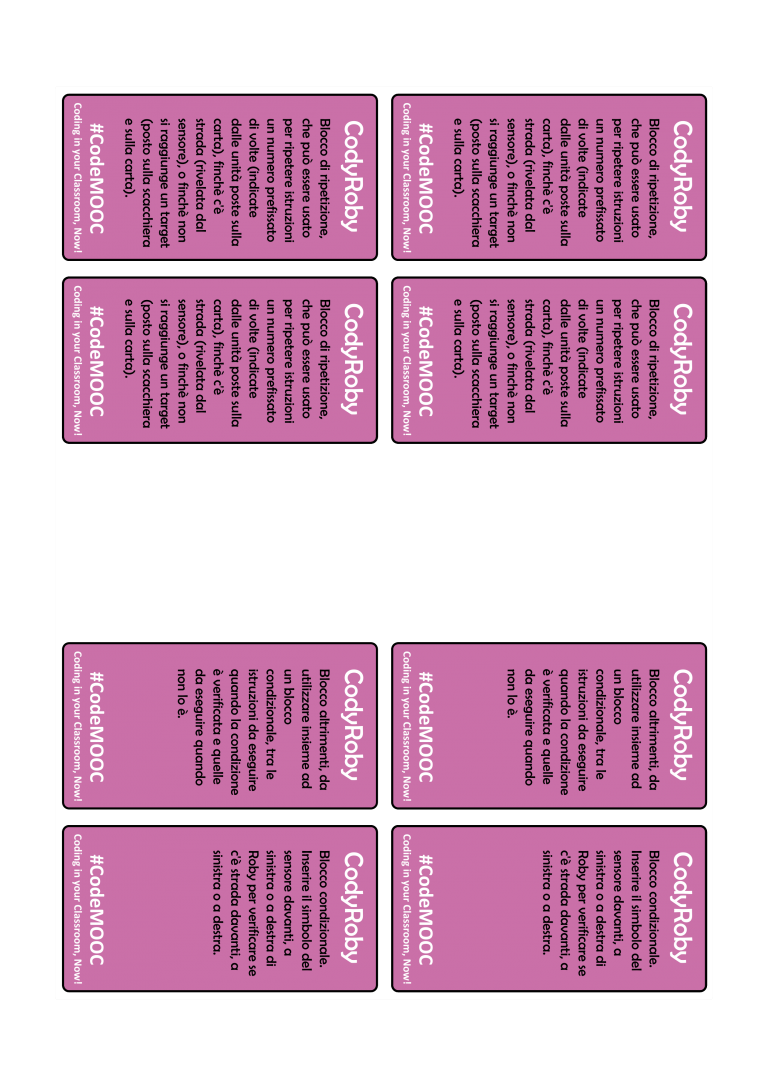 CodyRoby
Blocco di ripetizione,
che può essere usato
per ripetere istruzioni
un numero prefissato
di volte (indicate
dalle unità poste sulla
carta), finchè c'è
strada (rivelato dal
sensore), o finchè non
si raggiunge un target
(posto sulla scacchiera
e sulla carta).
#CodeMOOC
Coding in your Classroom, Now!
CodyRoby
Blocco di ripetizione,
che può essere usato
per ripetere istruzioni
un numero prefissato
di volte (indicate
dalle unità poste sulla
carta), finchè c'è
strada (rivelato dal
sensore), o finchè non
si raggiunge un target
(posto sulla scacchiera
e sulla carta).
#CodeMOOC
Coding in your Classroom, Now!
CodyRoby
Blocco altrimenti, da
utilizzare insieme ad
un blocco
condizionale, tra le
istruzioni da eseguire
quando la condizione
è verificata e quelle
da eseguire quando
non lo è.
#CodeMOOC
Coding in your Classroom, Now!
CodyRoby
Blocco condizionale.
Inserire il simbolo del
sensore davanti, a
sinistra o a destra di
Roby per verificare se
c'è strada davanti, a
sinistra o a destra.
#CodeMOOC
Coding in your Classroom, Now!
CodyRoby
Blocco di ripetizione,
che può essere usato
per ripetere istruzioni
un numero prefissato
di volte (indicate
dalle unità poste sulla
carta), finchè c'è
strada (rivelato dal
sensore), o finchè non
si raggiunge un target
(posto sulla scacchiera
e sulla carta).
#CodeMOOC
Coding in your Classroom, Now!
CodyRoby
Blocco di ripetizione,
che può essere usato
per ripetere istruzioni
un numero prefissato
di volte (indicate
dalle unità poste sulla
carta), finchè c'è
strada (rivelato dal
sensore), o finchè non
si raggiunge un target
(posto sulla scacchiera
e sulla carta).
#CodeMOOC
Coding in your Classroom, Now!
CodyRoby
Blocco altrimenti, da
utilizzare insieme ad
un blocco
condizionale, tra le
istruzioni da eseguire
quando la condizione
è verificata e quelle
da eseguire quando
non lo è.
#CodeMOOC
Coding in your Classroom, Now!
CodyRoby
Blocco condizionale.
Inserire il simbolo del
sensore davanti, a
sinistra o a destra di
Roby per verificare se
c'è strada davanti, a
sinistra o a destra.
#CodeMOOC
Coding in your Classroom, Now!